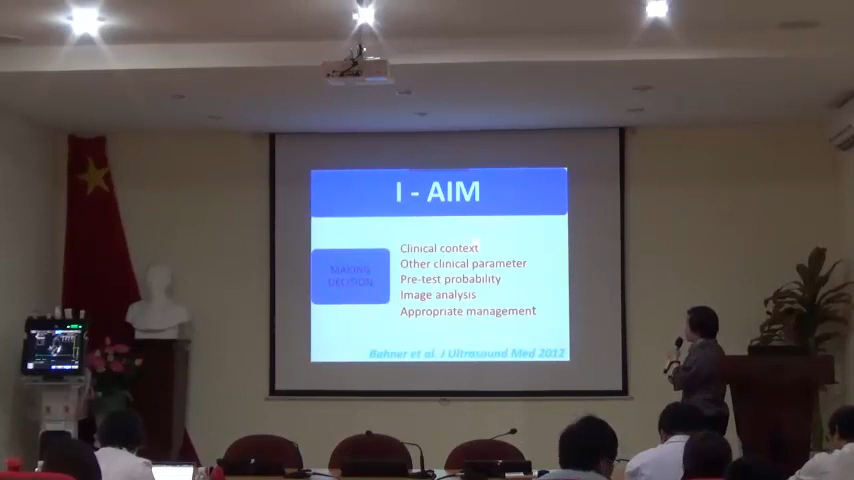 I - AIM
MAKING
DECISION
Clinical context
Other clinical parameter
Pre-test probability
Image analysis
Appropriate management
Bahner et al. J Ultrasound Med 2012